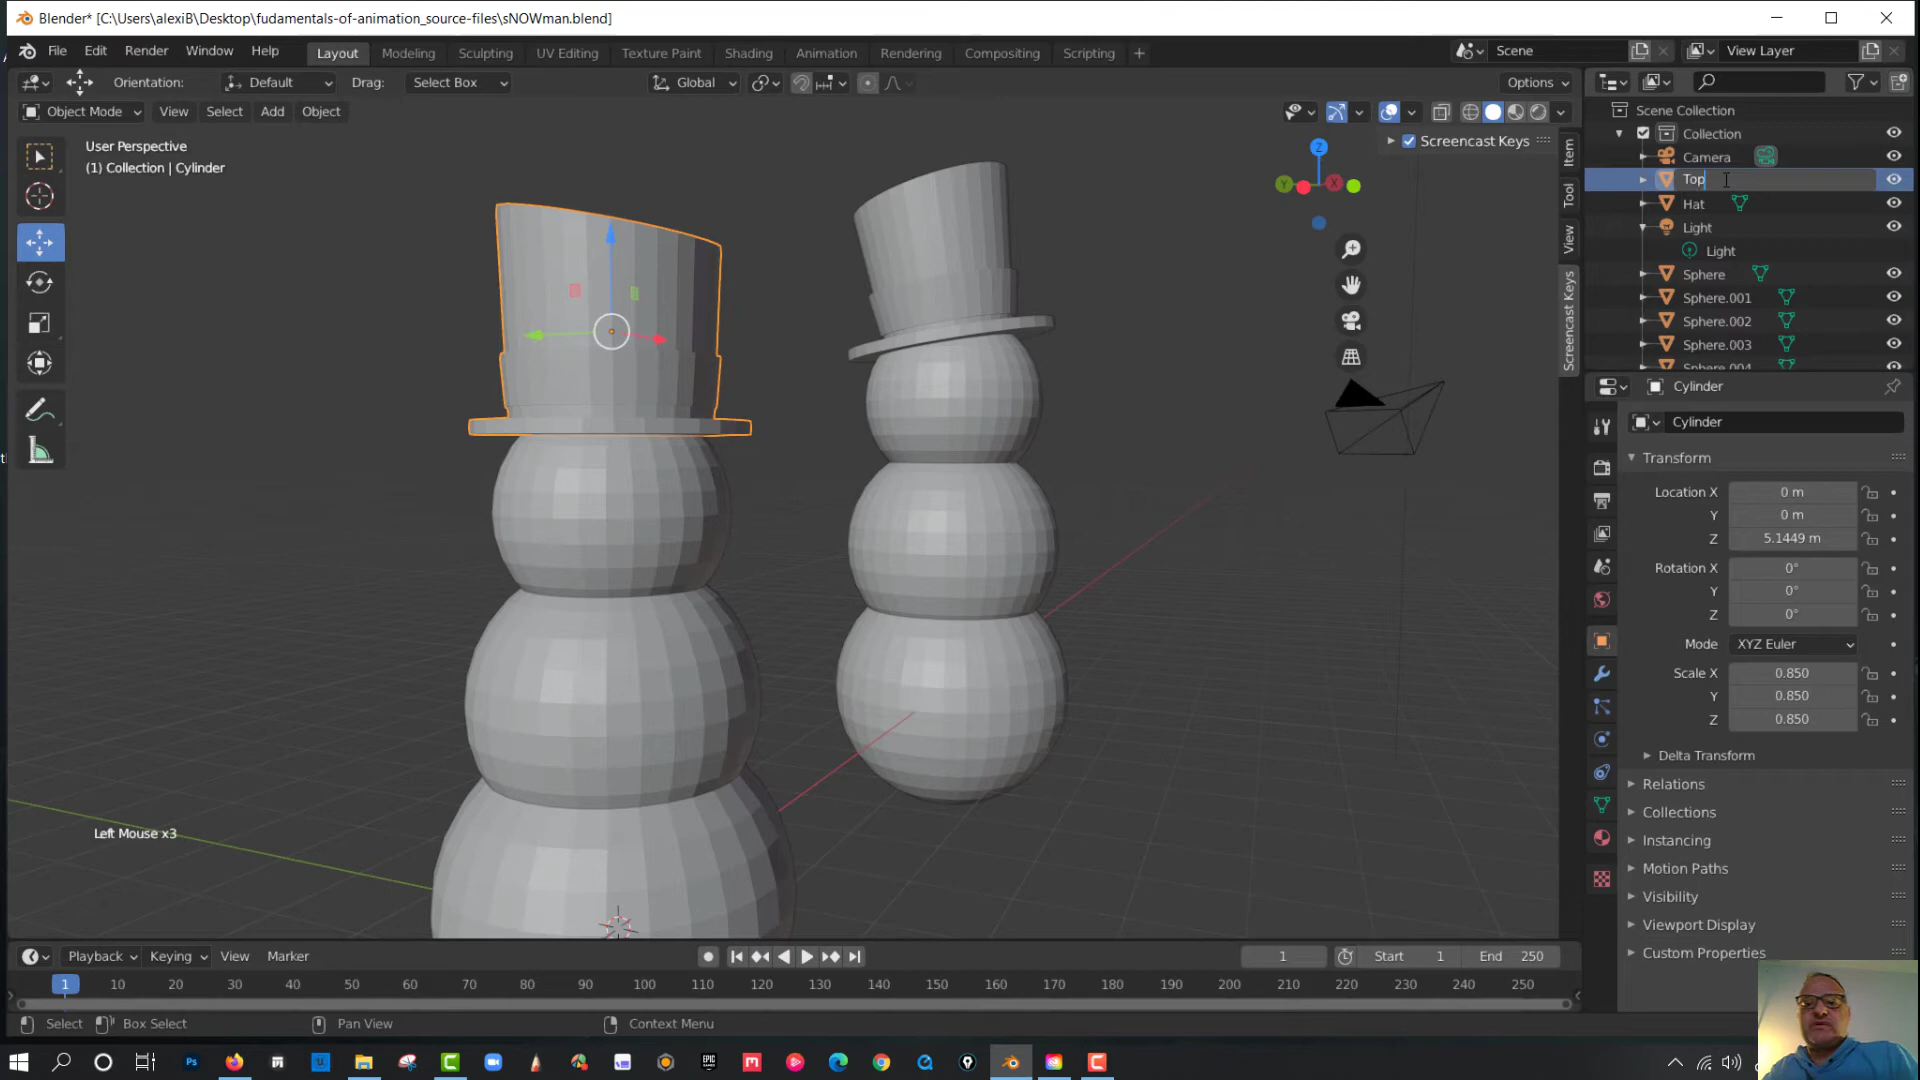 Blender* [C:\Users\alexiB\Desktop\fudamentals-of-animation_source-files\sNOWman.blend]
File Edit Render Window Help Layout Modeling Sculpting UV Editing Texture Paint Shading Animation Rendering Compositing Scripting + Scene View Layer
Orientation: Default Drag: Select Box Global Options
Object Mode View Select Add Object
User Perspective
(1) Collection | Cylinder
Screencast Keys
Z
Y X
Item
Tool
View
Screencast Keys
Left Mouse x3
Scene Collection
Collection
Camera
Top
Hat
Light
Light
Sphere
Sphere.001
Sphere.002
Sphere.003
Sphere.004
Cylinder
Cylinder
Transform
Location X 0 m
Y 0 m
Z 5.1449 m
Rotation X 0°
Y 0°
Z 0°
Mode XYZ Euler
Scale X 0.850
Y 0.850
Z 0.850
Delta Transform
Relations
Collections
Instancing
Motion Paths
Visibility
Viewport Display
Custom Properties
Playback Keying View Marker 1 Start 1 End 250
1 10 20 30 40 50 60 70 80 90 100 110 120 130 140 150 160 170 180 190 200 210 220 230 240 250
Select Box Select Pan View Context Menu
Ps EPIC GAMES